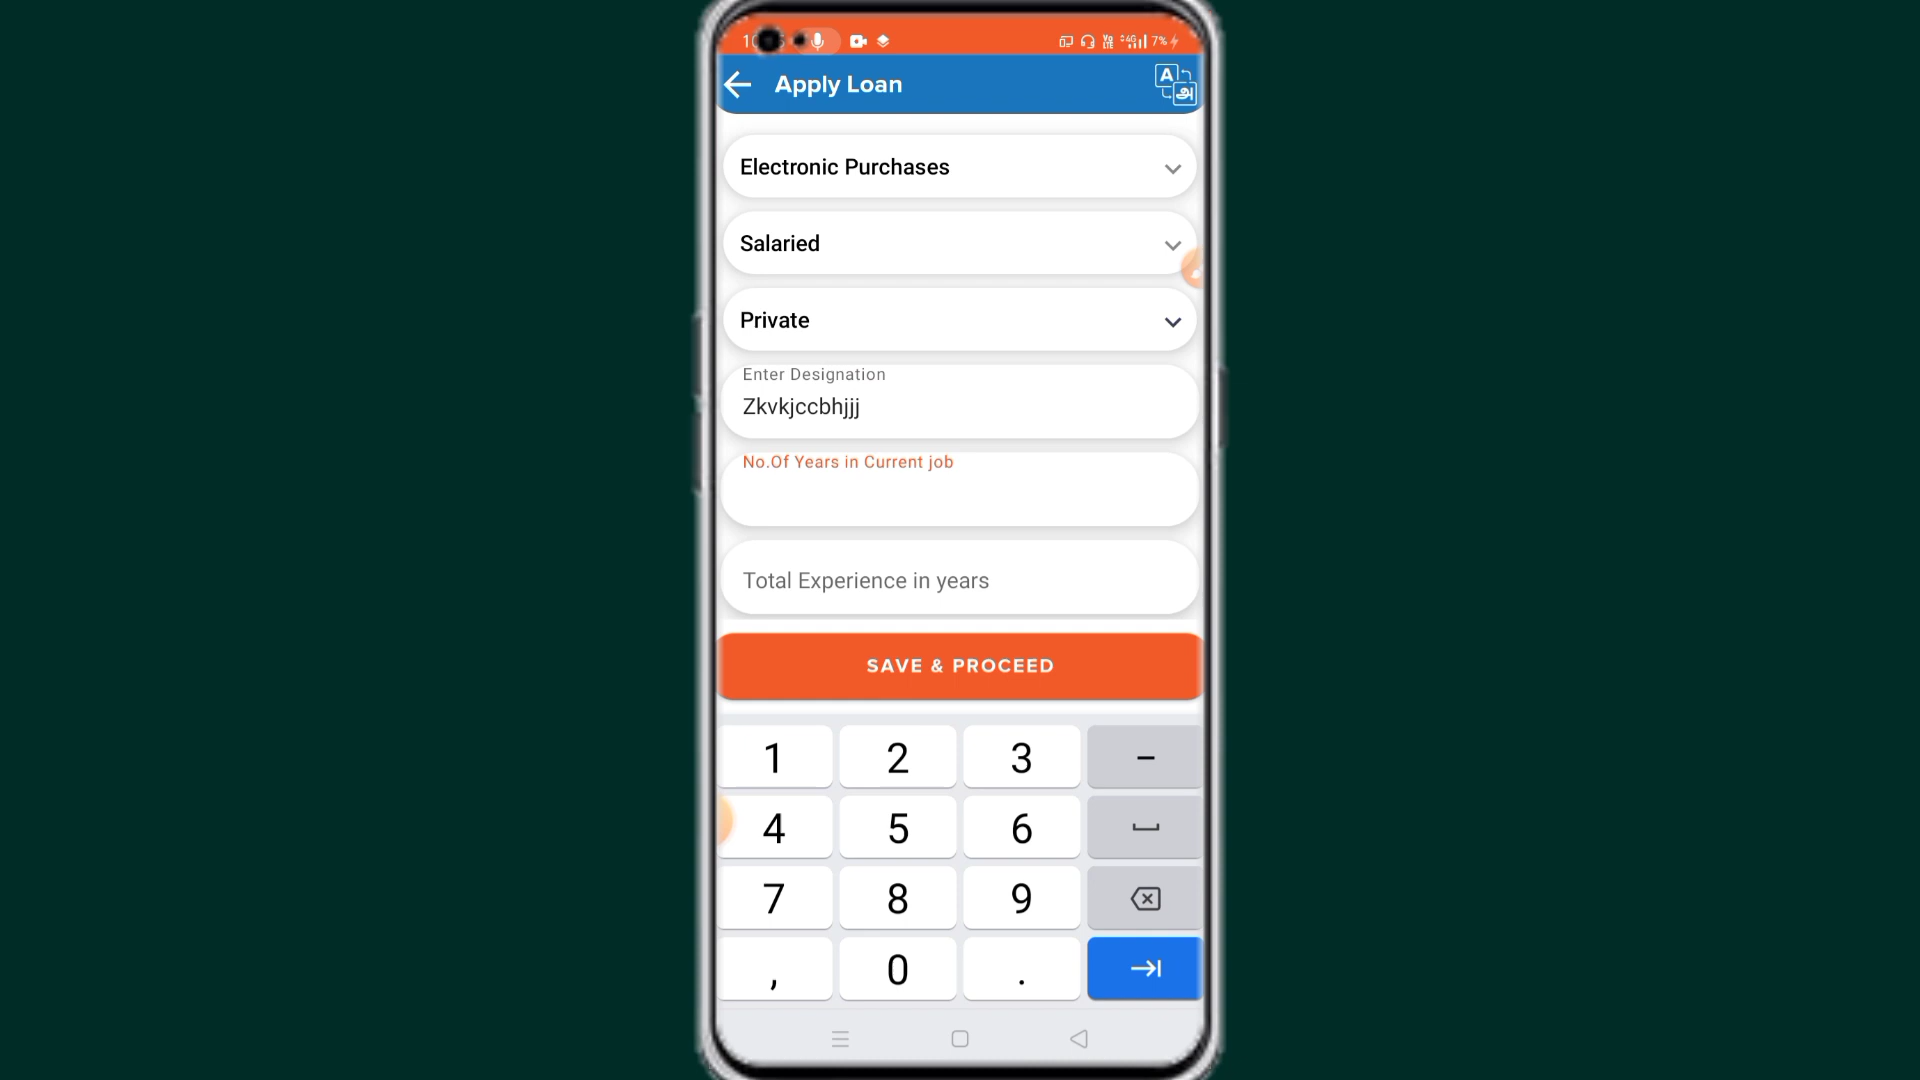 7%
Apply Loan
A
அ
Electronic Purchases
Salaried
Private
Enter Designation
Zkvkjccbhjjj
No.Of Years in Current job
Total Experience in years
SAVE & PROCEED
1 2 3 -
4 5 6
7 8 9
, 0 .